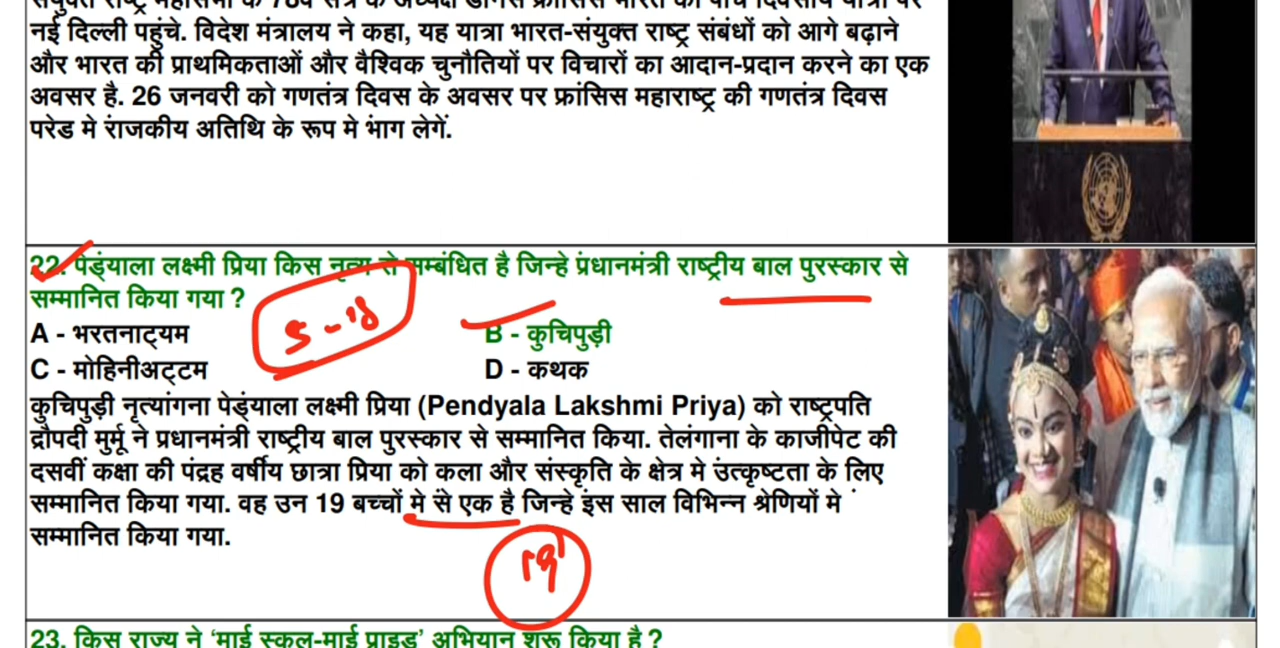 नई दिल्ली पहुंचे. विदेश मंत्रालय ने कहा, यह यात्रा भारत-संयुक्त राष्ट्र संबंधों को आगे बढ़ाने
और भारत की प्राथमिकताओं और वैश्विक चुनौतियों पर विचारों का आदान-प्रदान करने का एक
अवसर है. 26 जनवरी को गणतंत्र दिवस के अवसर पर फ्रांसिस महाराष्ट्र की गणतंत्र दिवस
परेड मे रंाजकीय अतिथि के रूप मे भंाग लेगें.
22. पेंड्याला लक्ष्मी प्रिया किस नृत्य से सम्बंधित है जिन्हे प्रंधानमंत्री राष्ट्रीय बाल पुरस्कार से
सम्मानित किया गया ?
5-18
A - भरतनाट्यम
B - कुचिपुड़ी
C - मोहिनीअट्टम
D - कथक
कुचिपुड़ी नृत्यांगना पेंड्याला लक्ष्मी प्रिया (Pendyala Lakshmi Priya) को राष्ट्रपति
द्रौपदी मुर्मू ने प्रधानमंत्री राष्ट्रीय बाल पुरस्कार से सम्मानित किया. तेलंगाना के काजीपेट की
दसवीं कक्षा की पंद्रह वर्षीय छात्रा प्रिया को कला और संस्कृति के क्षेत्र मे उंत्कृष्टता के लिए
सम्मानित किया गया. वह उन 19 बच्चों मे सें एक है जिन्हे इंस साल विभिन्न श्रेणियों मे
सम्मानित किया गया.
19
23. किस राज्य ने ‘माई स्कूल-माई प्राइड’ अभियान शुरू किया है ?